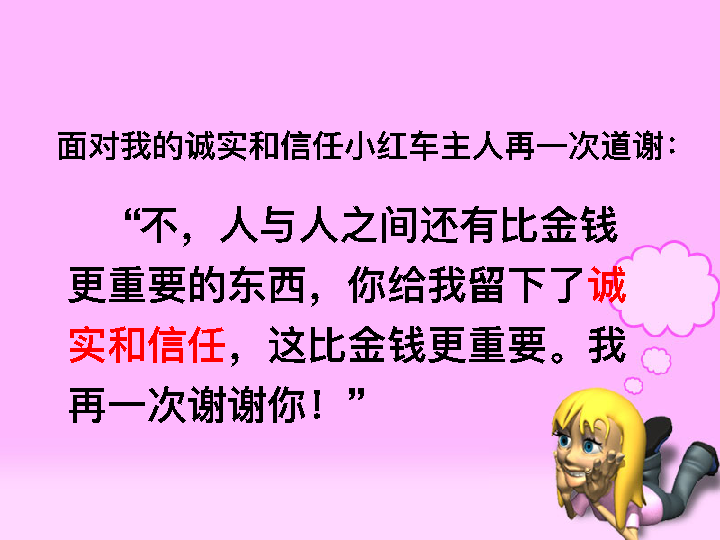 面对我的诚实和信任小红车主人再一次道谢：
“不，人与人之间还有比金钱
更重要的东西，你给我留下了诚
实和信任，这比金钱更重要。我
再一次谢谢你！”